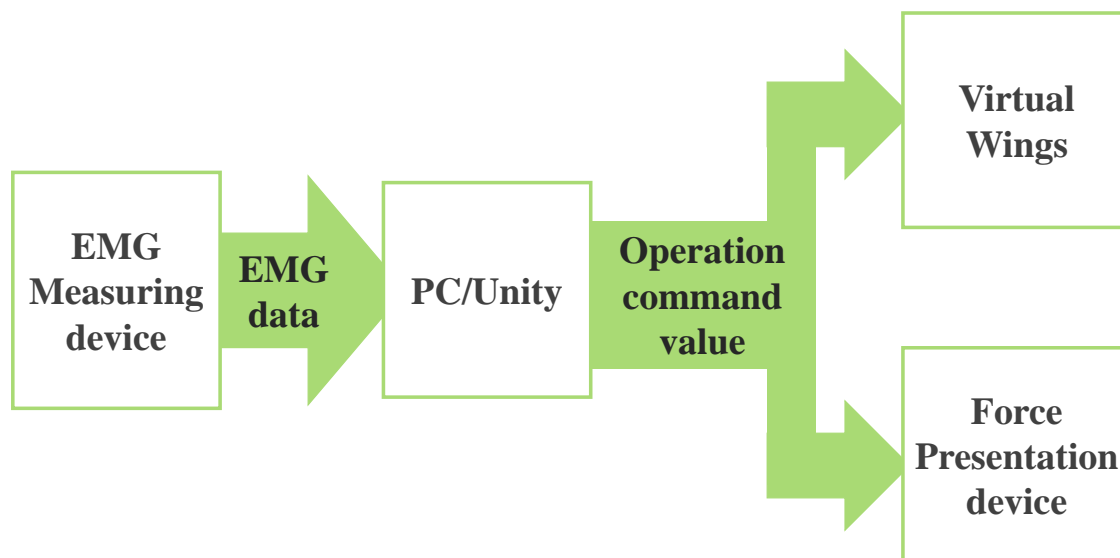 EMG
Measuring
device
EMG
data
PC/Unity
Operation
command
value
Virtual
Wings
Force
Presentation
device